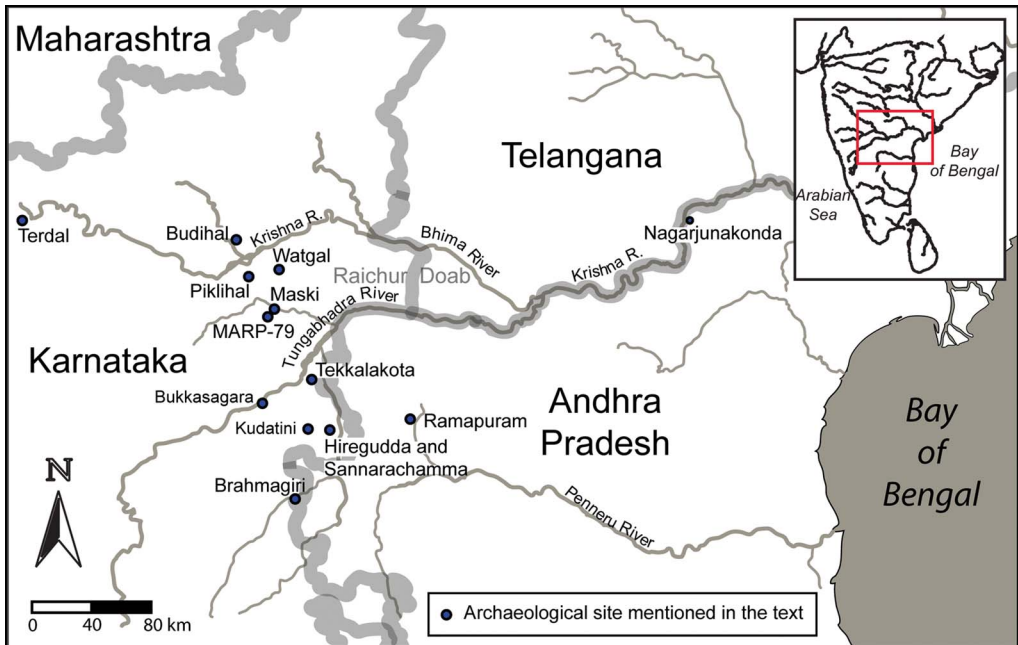 Maharashtra
Telangana
Bay
of Bengal
Arabian
Sea
Terdal
Budihal
Krishna R.
Watgal
Piklihal
Raichur Doab
Bhima River
Nagarjunakonda
Krishna R.
Maski
MARP-79
Tungabhadra River
Karnataka
Tekkalakota
Bukkasagara
Kudatini
Hiregudda and
Sannarachamma
Ramapuram
Andhra
Pradesh
Bay
of
Bengal
Brahmagiri
Penneru River
N
0 40 80 km
Archaeological site mentioned in the text